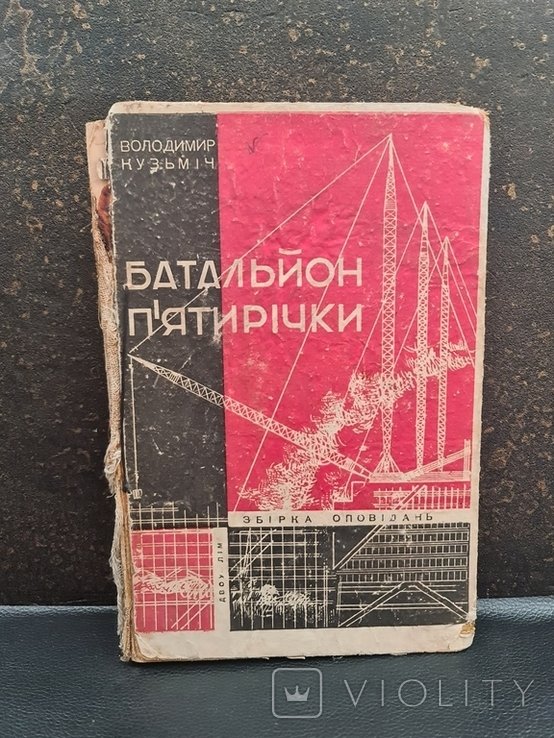 ВОЛОДИМИР
КУЗЬМІЧ
БАТАЛЬЙОН
П'ЯТИРІЧКИ
ЗБІРКА ОПОВІДАНЬ
ДВОУ ЛІМ
VIOLITY